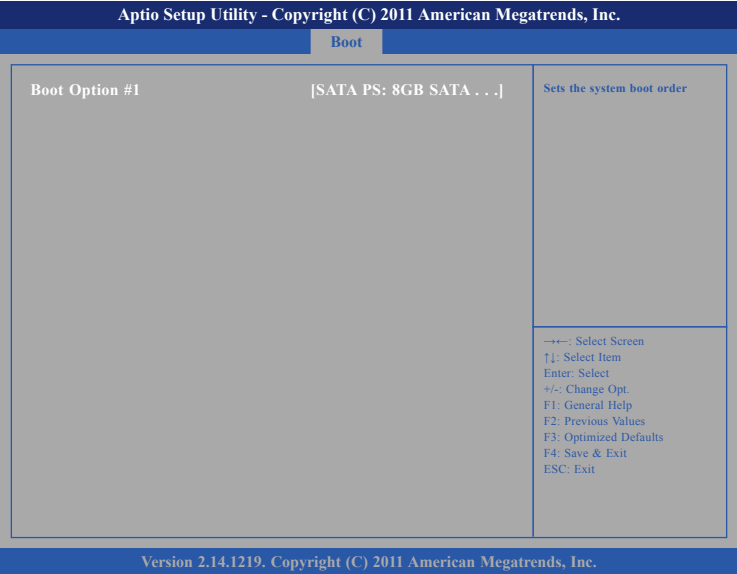 Aptio Setup Utility - Copyright (C) 2011 American Megatrends, Inc.
Boot
Boot Option #1 [SATA PS: 8GB SATA . . .]
Sets the system boot order
→←: Select Screen
↑↓: Select Item
Enter: Select
+/-: Change Opt.
F1: General Help
F2: Previous Values
F3: Optimized Defaults
F4: Save & Exit
ESC: Exit
Version 2.14.1219. Copyright (C) 2011 American Megatrends, Inc.